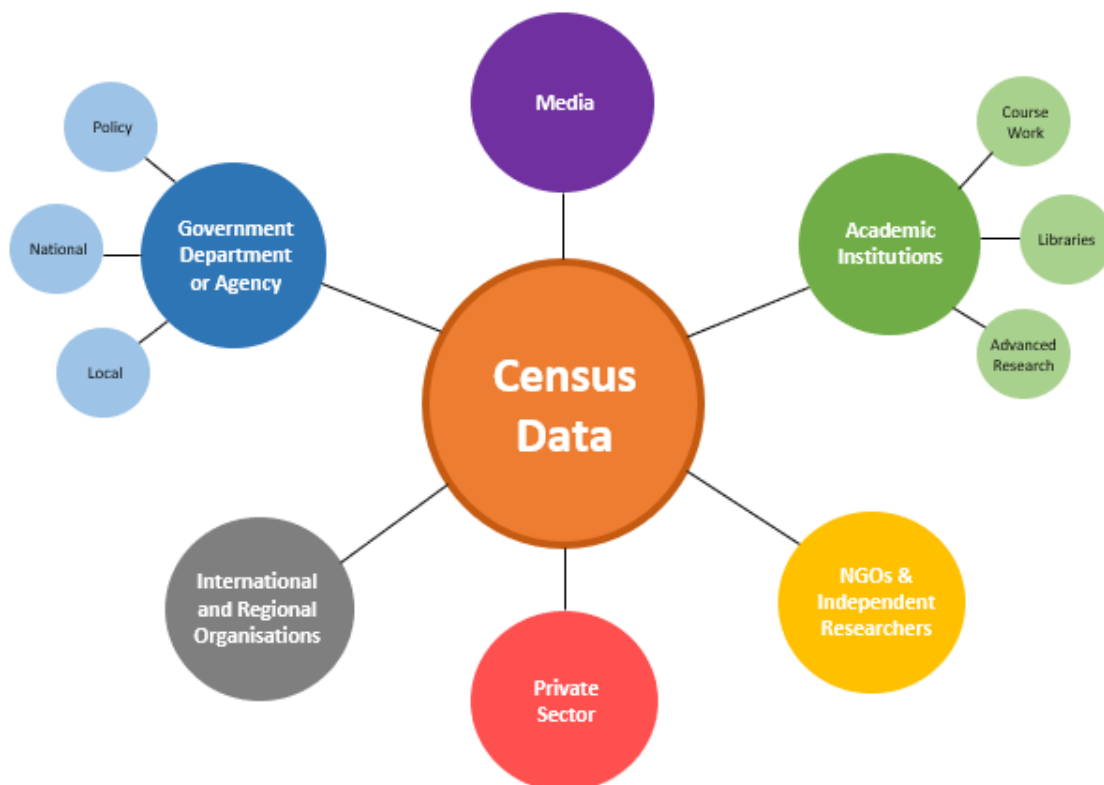 Media
Course
Work
Policy
Government
Department
or Agency
Academic
Institutions
National
Libraries
Local
Advanced
Research
Census
Data
International
and Regional
Organisations
NGOs &
Independent
Researchers
Private
Sector